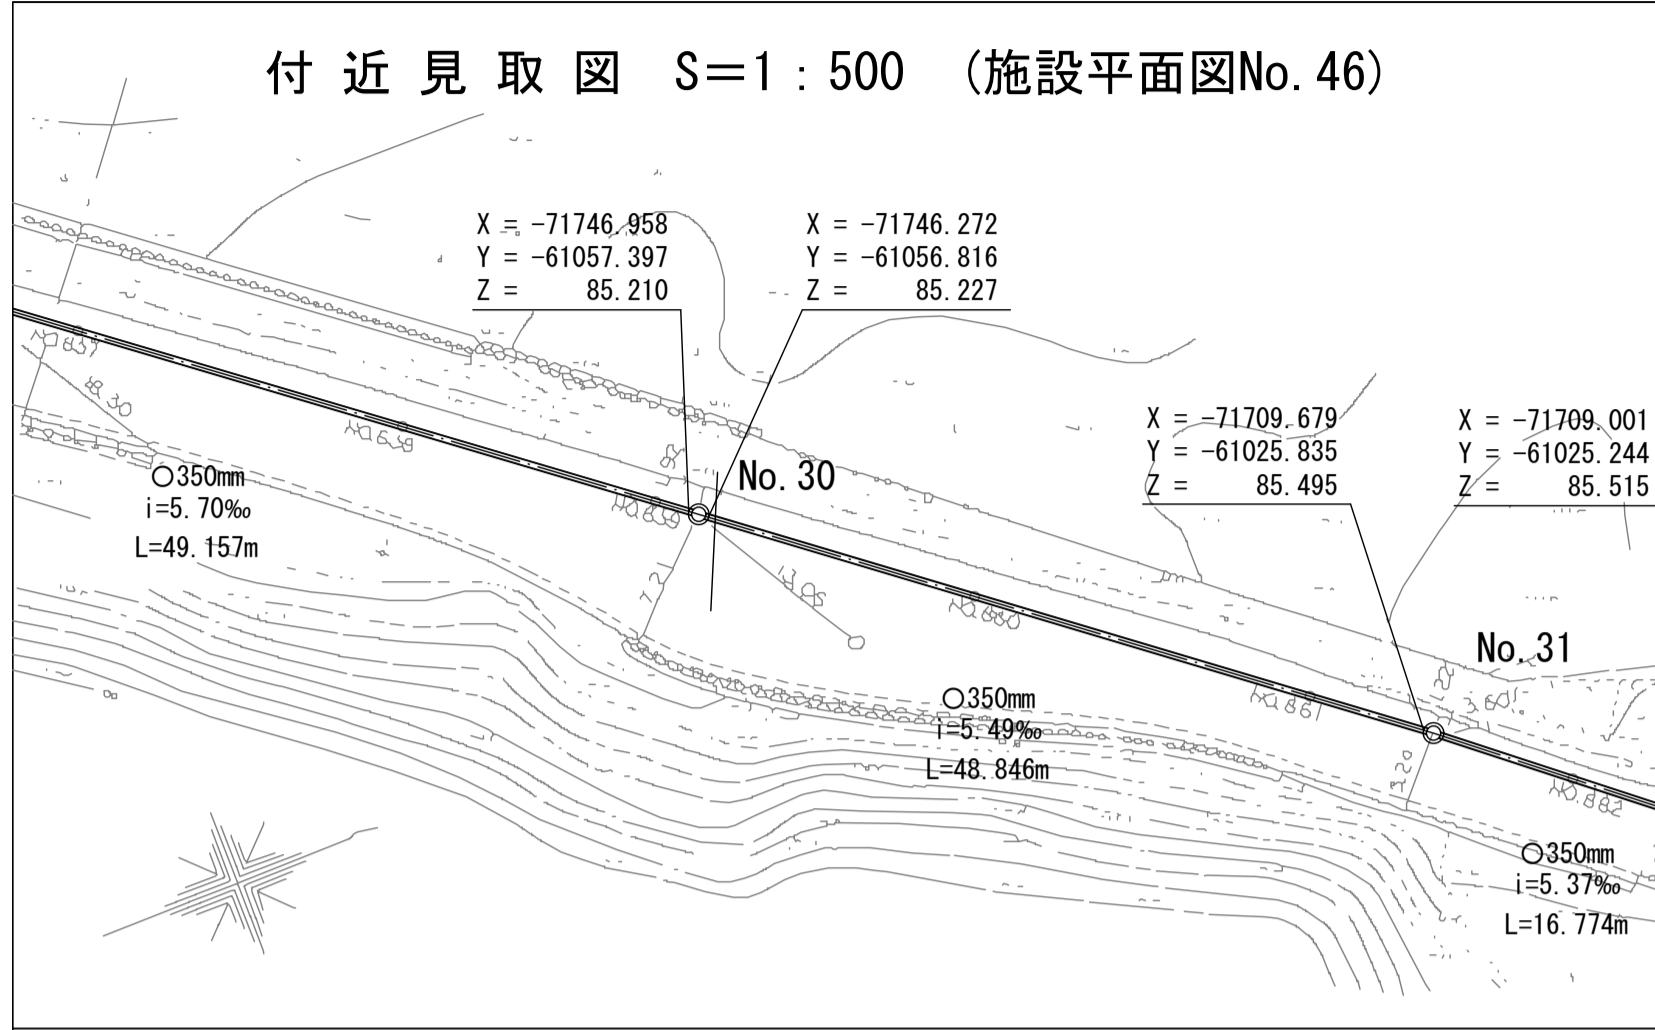 付 近 見 取 図 S=1:500 (施設平面図No.46)
X = -71746.958
Y = -61057.397
Z = 85.210
X = -71746.272
Y = -61056.816
Z = 85.227
X = -71709.679
Y = -61025.835
Z = 85.495
X = -71709.001
Y = -61025.244
Z = 85.515
No.30
○350mm
i=5.70‰
L=49.157m
No.31
○350mm
i=5.49‰
L=48.846m
○350mm
i=5.37‰
L=16.774m